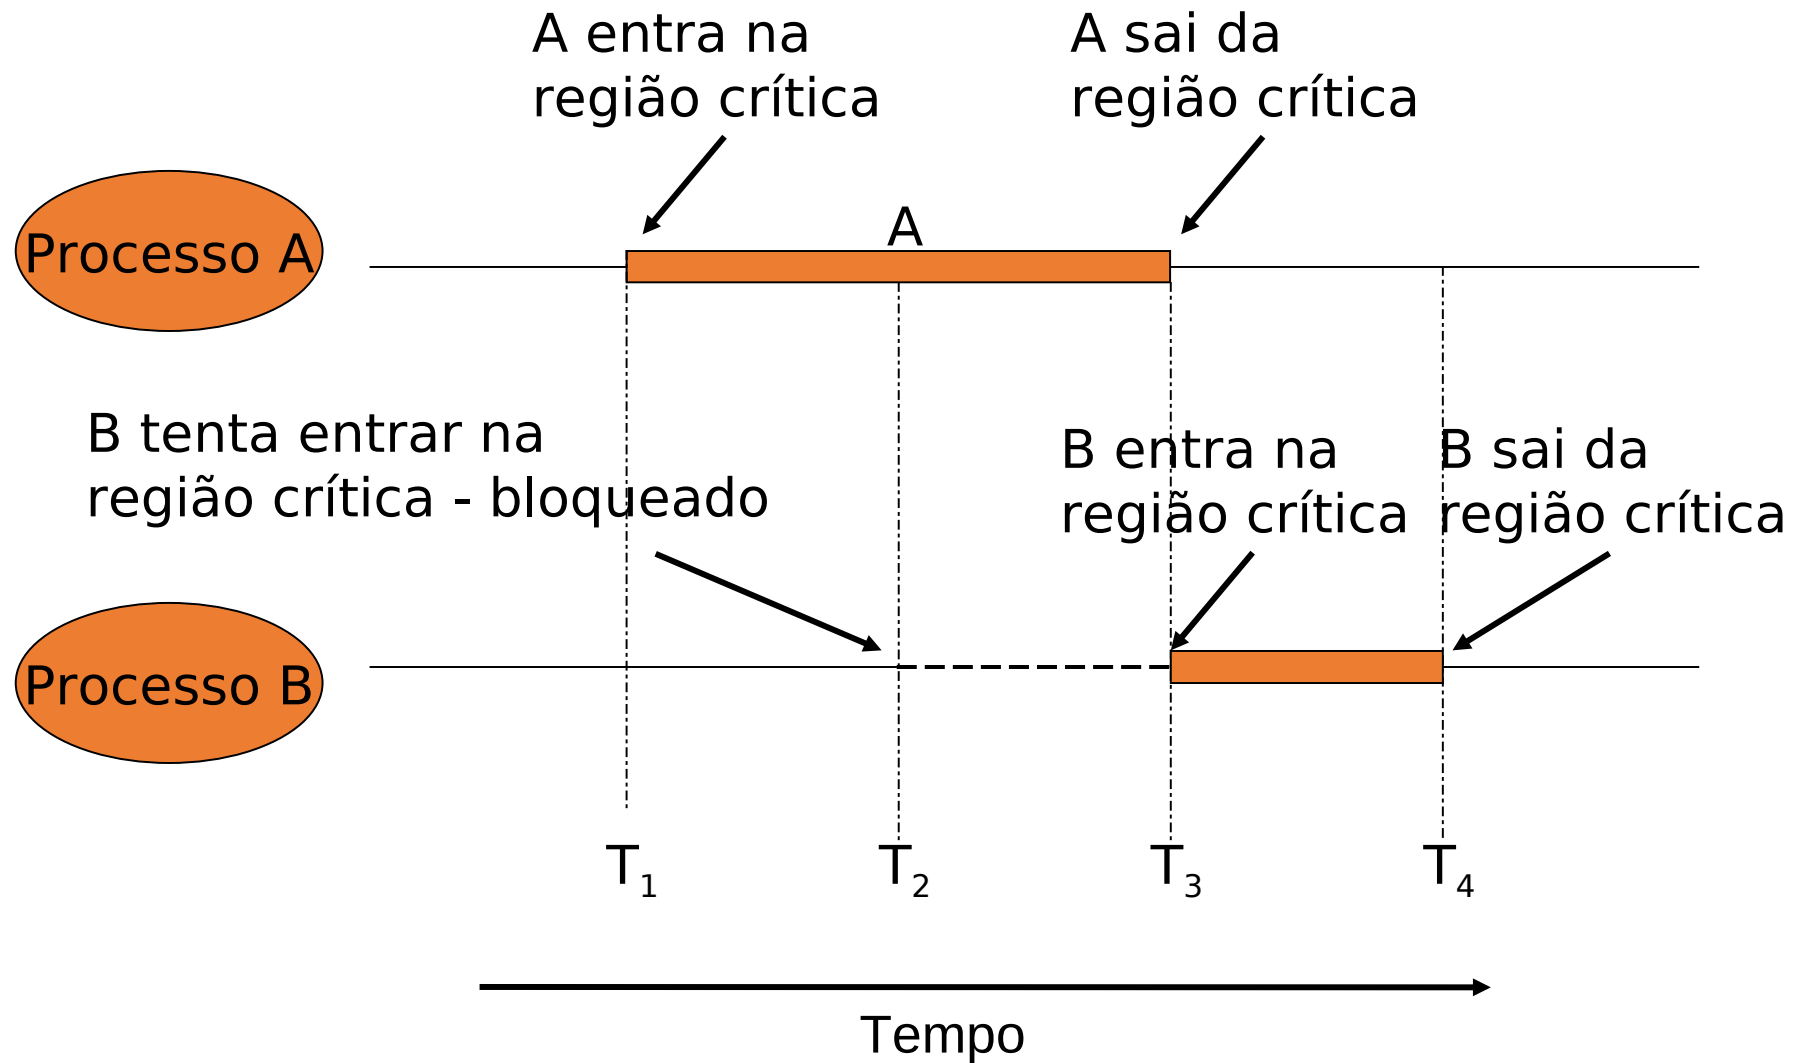 A entra na
região crítica
A sai da
região crítica
A
Processo A
B tenta entrar na
região crítica - bloqueado
B entra na
região crítica
B sai da
região crítica
Processo B
T1
T2
T3
T4
Tempo